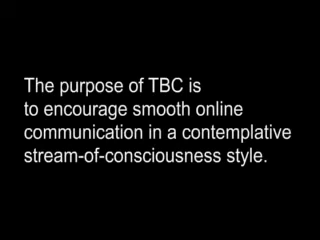 The purpose of TBC is
to encourage smooth online
communication in a contemplative
stream-of-consciousness style.